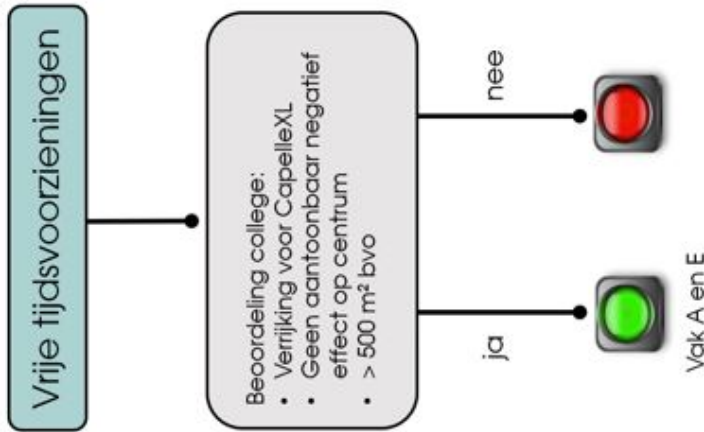 Vrije tijdsvoorzieningen
Beoordeling college:
• Verrijking voor CapelleXL
• Geen aantoonbaar negatief
effect op centrum
• > 500 m² bvo
ja
nee
Vak A en E